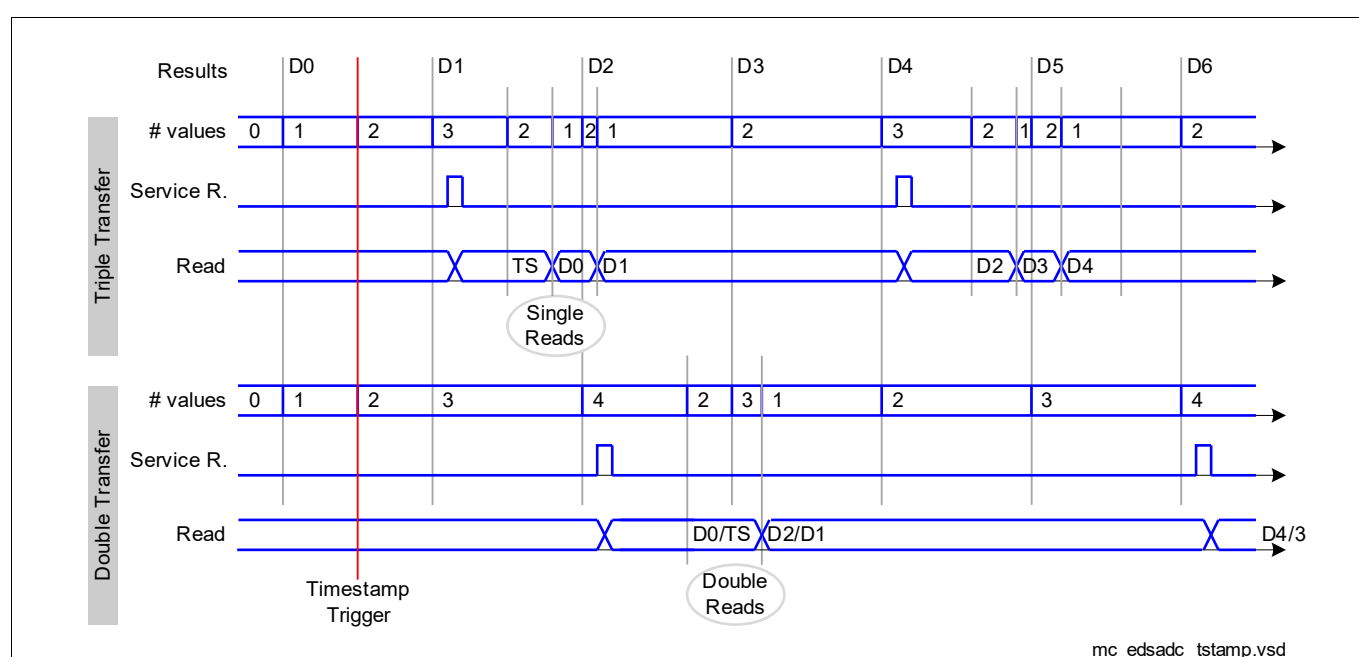 Results D0 D1 D2 D3 D4 D5 D6
Triple Transfer
# values 0 1 2 3 2 1 2 1 2 3 2 1 2 1 2
Service R.
Read TS D0 D1 D2 D3 D4
Single
Reads
Double Transfer
# values 0 1 2 3 4 2 3 1 2 3 4
Service R.
Read D0/TS D2/D1 D4/3
Double
Reads
Timestamp
Trigger
mc_edsadc_tstamp.vsd